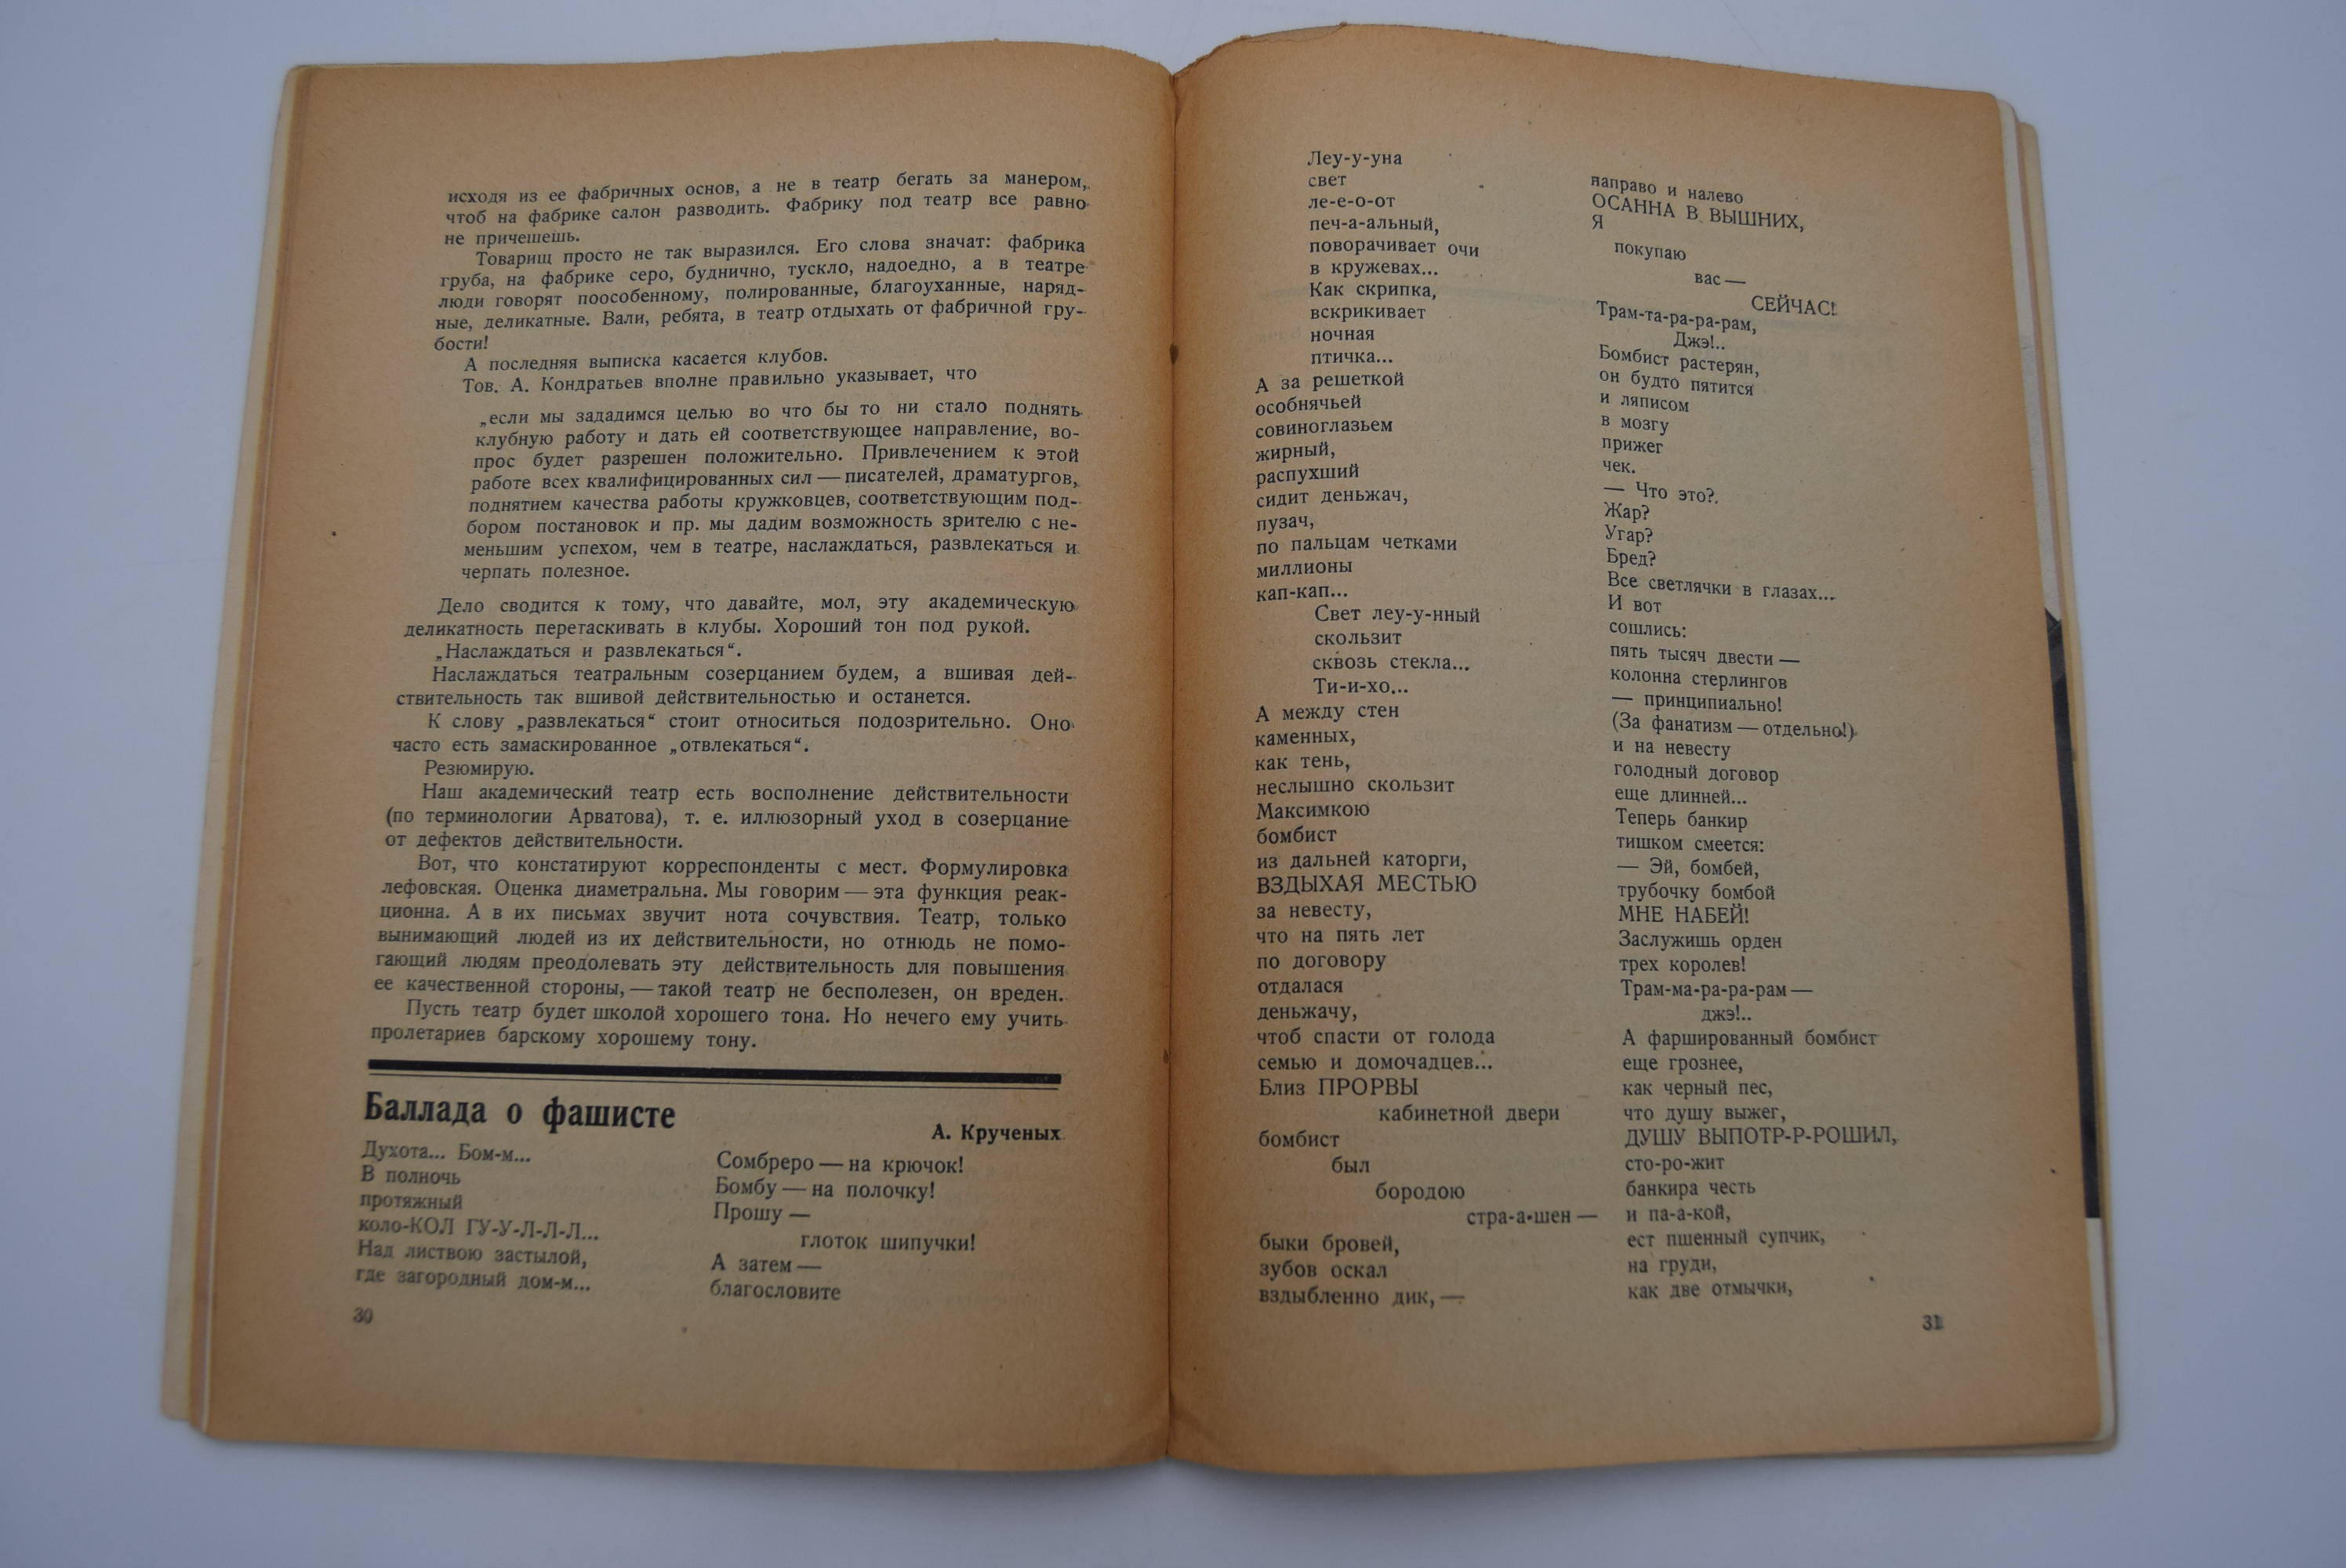 исходя из ее фабричных основ, а не в театр бегать за манером,
чтоб на фабрике салон разводить. Фабрику под театр все равно
не причешешь.
Товарищ просто не так выразился. Его слова значат: фабрика
груба, на фабрике серо, буднично, тускло, надоедно, а в театре
люди говорят поособенному, полированные, благоуханные, наряд-
ные, деликатные. Вали, ребята, в театр отдыхать от фабричной гру-
бости!
А последняя выписка касается клубов.
Тов. А. Кондратьев вполне правильно указывает, что
„если мы зададимся целью во что бы то ни стало поднять
клубную работу и дать ей соответствующее направление, во-
прос будет разрешен положительно. Привлечением к этой
работе всех квалифицированных сил — писателей, драматургов,
поднятием качества работы кружковцев, соответствующим под-
бором постановок и пр. мы дадим возможность зрителю с не-
меньшим успехом, чем в театре, наслаждаться, развлекаться и
черпать полезное.
Дело сводится к тому, что давайте, мол, эту академическую
деликатность перетаскивать в клубы. Хороший тон под рукой.
„Наслаждаться и развлекаться“.
Наслаждаться театральным созерцанием будем, а вшивая дей-
ствительность так вшивой действительностью и останется.
К слову „развлекаться“ стоит относиться подозрительно. Оно
часто есть замаскированное „отвлекаться“.
Резюмирую.
Наш академический театр есть восполнение действительности
(по терминологии Арватова), т. е. иллюзорный уход в созерцание
от дефектов действительности.
Вот, что констатируют корреспонденты с мест. Формулировка
лефовская. Оценка диаметральна. Мы говорим — эта функция реак-
ционна. А в их письмах звучит нота сочувствия. Театр, только
вынимающий людей из их действительности, но отнюдь не помо-
гающий людям преодолевать эту действительность для повышения
ее качественной стороны, — такой театр не бесполезен, он вреден.
Пусть театр будет школой хорошего тона. Но нечего ему учить
пролетариев барскому хорошему тону.
Баллада о фашисте
А. Крученых
Духота... Бом-м...
В полночь
протяжный
коло-КОЛ ГУ-У-Л-Л-Л...
Над листвою застылой,
где загородный дом-м...
Сомбреро — на крючок!
Бомбу — на полочку!
Прошу —
глоток шипучки!
А затем —
благословите
30
Леу-у-уна
свет
ле-е-о-от
печ-а-альный,
поворачивает очи
в кружевах...
Как скрипка,
вскрикивает
ночная
птичка...
А за решеткой
особнячьей
совиноглазьем
жирный,
распухший
сидит деньжач,
пузач,
по пальцам четками
миллионы
кап-кап...
Свет леу-у-нный
скользит
сквозь стекла...
Ти-и-хо...
А между стен
каменных,
как тень,
неслышно скользит
Максимкою
бомбист
из дальней каторги,
ВЗДЫХАЯ МЕСТЬЮ
за невесту,
что на пять лет
по договору
отдалася
деньжачу,
чтоб спасти от голода
семью и домочадцев...
Близ ПРОРВЫ
кабинетной двери
бомбист
был
бородою
стра-а-шен —
быки бровей,
зубов оскал
вздыбленно дик, —
направо и налево
ОСАННА В ВЫШНИХ,
Я
покупаю
вас —
СЕЙЧАС!
Трам-та-ра-ра-рам,
Джэ!..
Бомбист растерян,
он будто пятится
и ляписом
в мозгу
прижег
чек.
— Что это?.
Жар?
Угар?
Бред?
Все светлячки в глазах...
И вот
сошлись:
пять тысяч двести —
колонна стерлингов
— принципиально!
(За фанатизм — отдельно!)
и на невесту
голодный договор
еще длинней...
Теперь банкир
тишком смеется:
— Эй, бомбей,
трубочку бомбой
МНЕ НАБЕЙ!
Заслужишь орден
трех королев!
Трам-ма-ра-ра-рам —
джэ!..
А фаршированный бомбист
еще грознее,
как черный пес,
что душу выжег,
ДУШУ ВЫПОТР-Р-РОШИЛ,
сто-ро-жит
банкира честь
и па-а-кой,
ест пшенный супчик,
на груди,
как две отмычки,
31